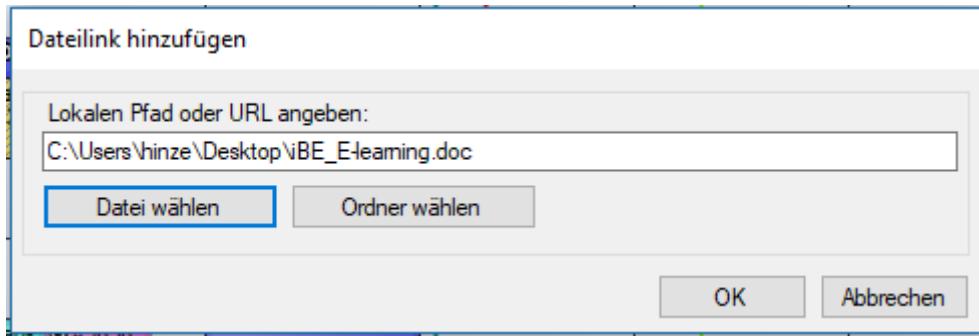 Dateilink hinzufügen
Lokalen Pfad oder URL angeben:
C:\Users\hinze\Desktop\iBE_E-learning.doc
Datei wählen Ordner wählen
OK Abbrechen